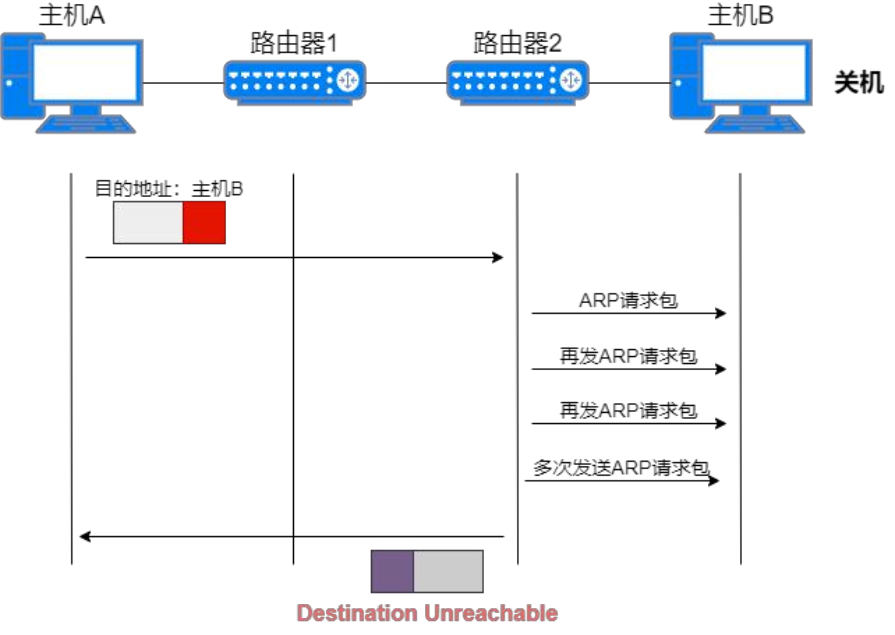 主机A
主机B
路由器1
路由器2
关机
目的地址：主机B
ARP请求包
再发ARP请求包
再发ARP请求包
多次发送ARP请求包
Destination Unreachable